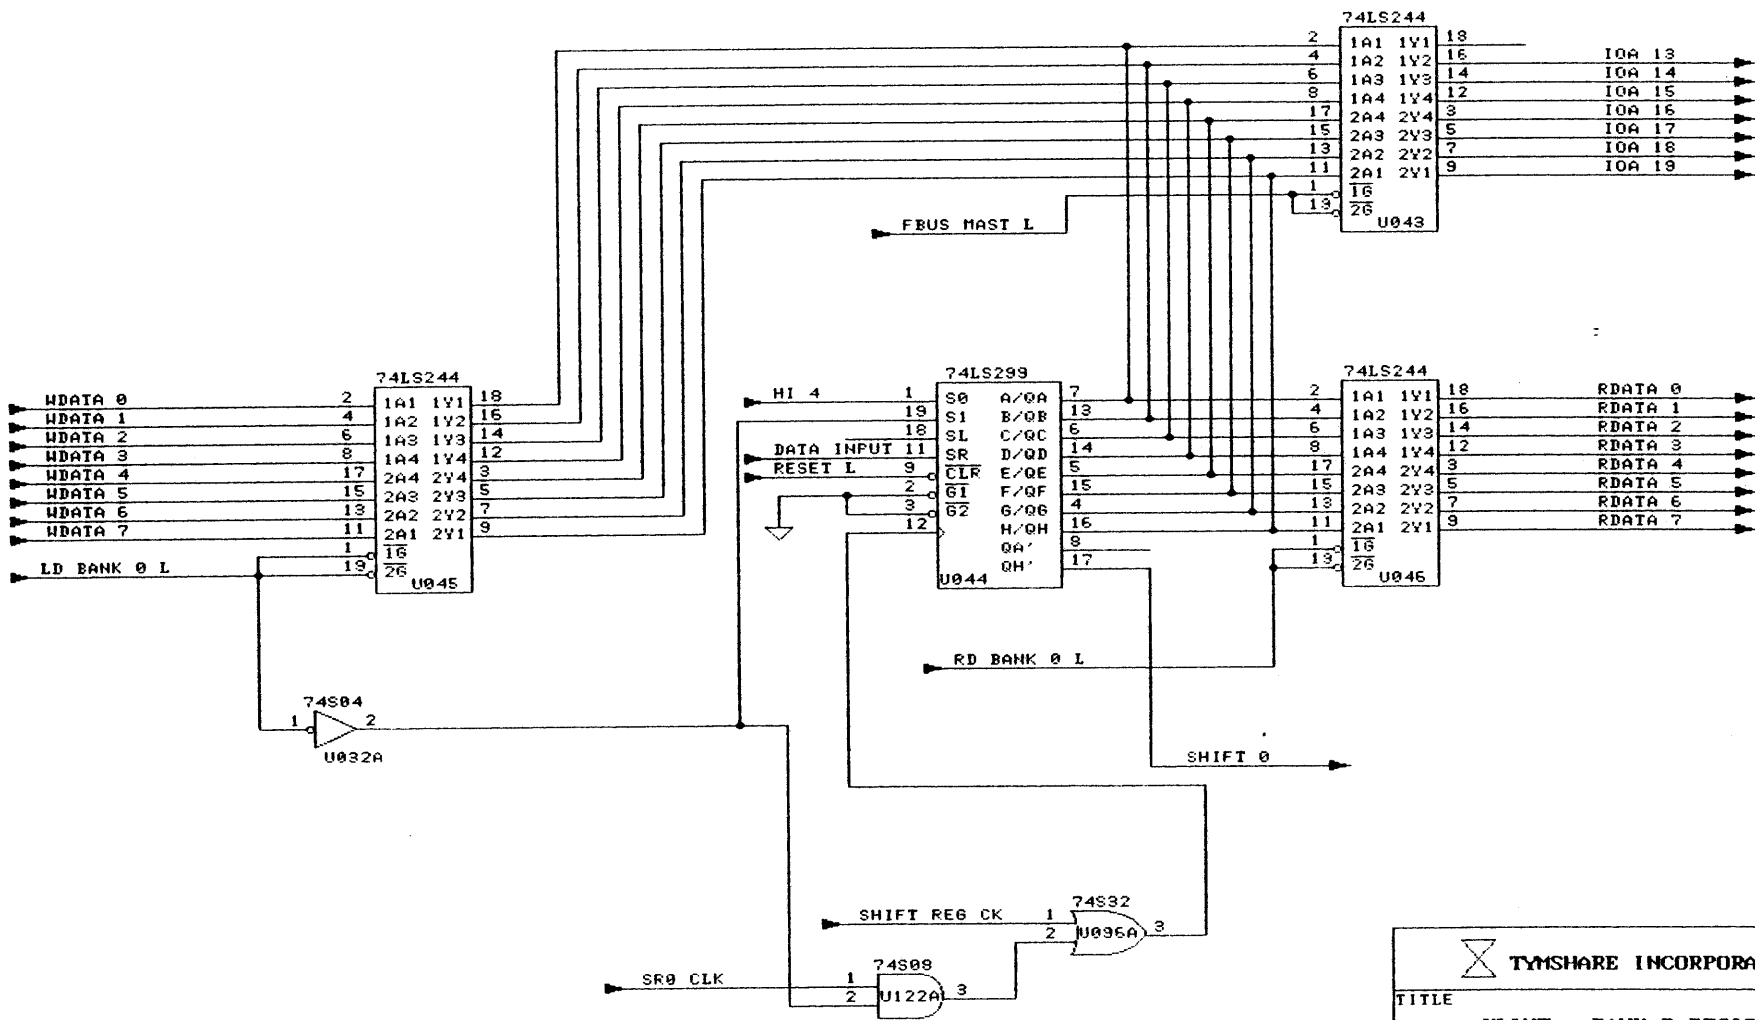 74LS244
2 1A1 1Y1 18
4 1A2 1Y2 16 IOA 13
6 1A3 1Y3 14 IOA 14
8 1A4 1Y4 12 IOA 15
17 2A4 2Y4 3 IOA 16
15 2A3 2Y3 5 IOA 17
13 2A2 2Y2 7 IOA 18
11 2A1 2Y1 9 IOA 19
1 1G
19 2G
U043
FBUS MAST L
74LS244
WDATA 0 2 1A1 1Y1 18
WDATA 1 4 1A2 1Y2 16
WDATA 2 6 1A3 1Y3 14
WDATA 3 8 1A4 1Y4 12
WDATA 4 17 2A4 2Y4 3
WDATA 5 15 2A3 2Y3 5
WDATA 6 13 2A2 2Y2 7
WDATA 7 11 2A1 2Y1 9
1 1G
LD BANK 0 L 19 2G
U045
74LS299
HI 4 1 S0 A/QA 7
19 S1 B/QB 13
18 SL C/QC 6
DATA INPUT 11 SR D/QD 14
RESET L 9 CLR E/QE 5
2 G1 F/QF 15
3 G2 G/QG 4
12 H/QH 16
QA' 8
QH' 17
U044
74LS244
2 1A1 1Y1 18 RDATA 0
4 1A2 1Y2 16 RDATA 1
6 1A3 1Y3 14 RDATA 2
8 1A4 1Y4 12 RDATA 3
17 2A4 2Y4 3 RDATA 4
15 2A3 2Y3 5 RDATA 5
13 2A2 2Y2 7 RDATA 6
11 2A1 2Y1 9 RDATA 7
1 1G
19 2G
U046
RD BANK 0 L
74S04
1 2
U032A
SHIFT 0
74S32
SHIFT REG CK 1
2 U096A 3
74S08
SR0 CLK 1
2 U122A 3
TYMSHARE INCORPORA
TITLE